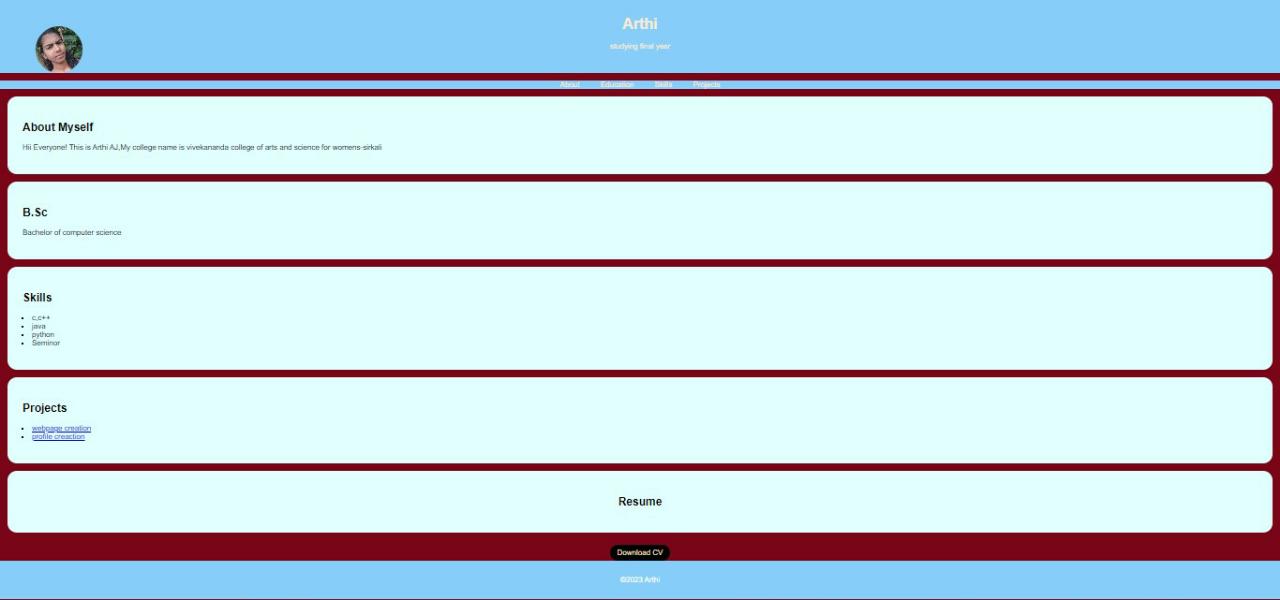 Arthi
studying final year
About Education Skills Projects
About Myself
Hii Everyone! This is Arthi AJ,My college name is vivekananda college of arts and science for womens-sirkali
B.Sc
Bachelor of computer science
Skills
c,c++
java
python
Seminor
Projects
webpage creation
profile creaction
Resume
Download CV
©2023 Arthi